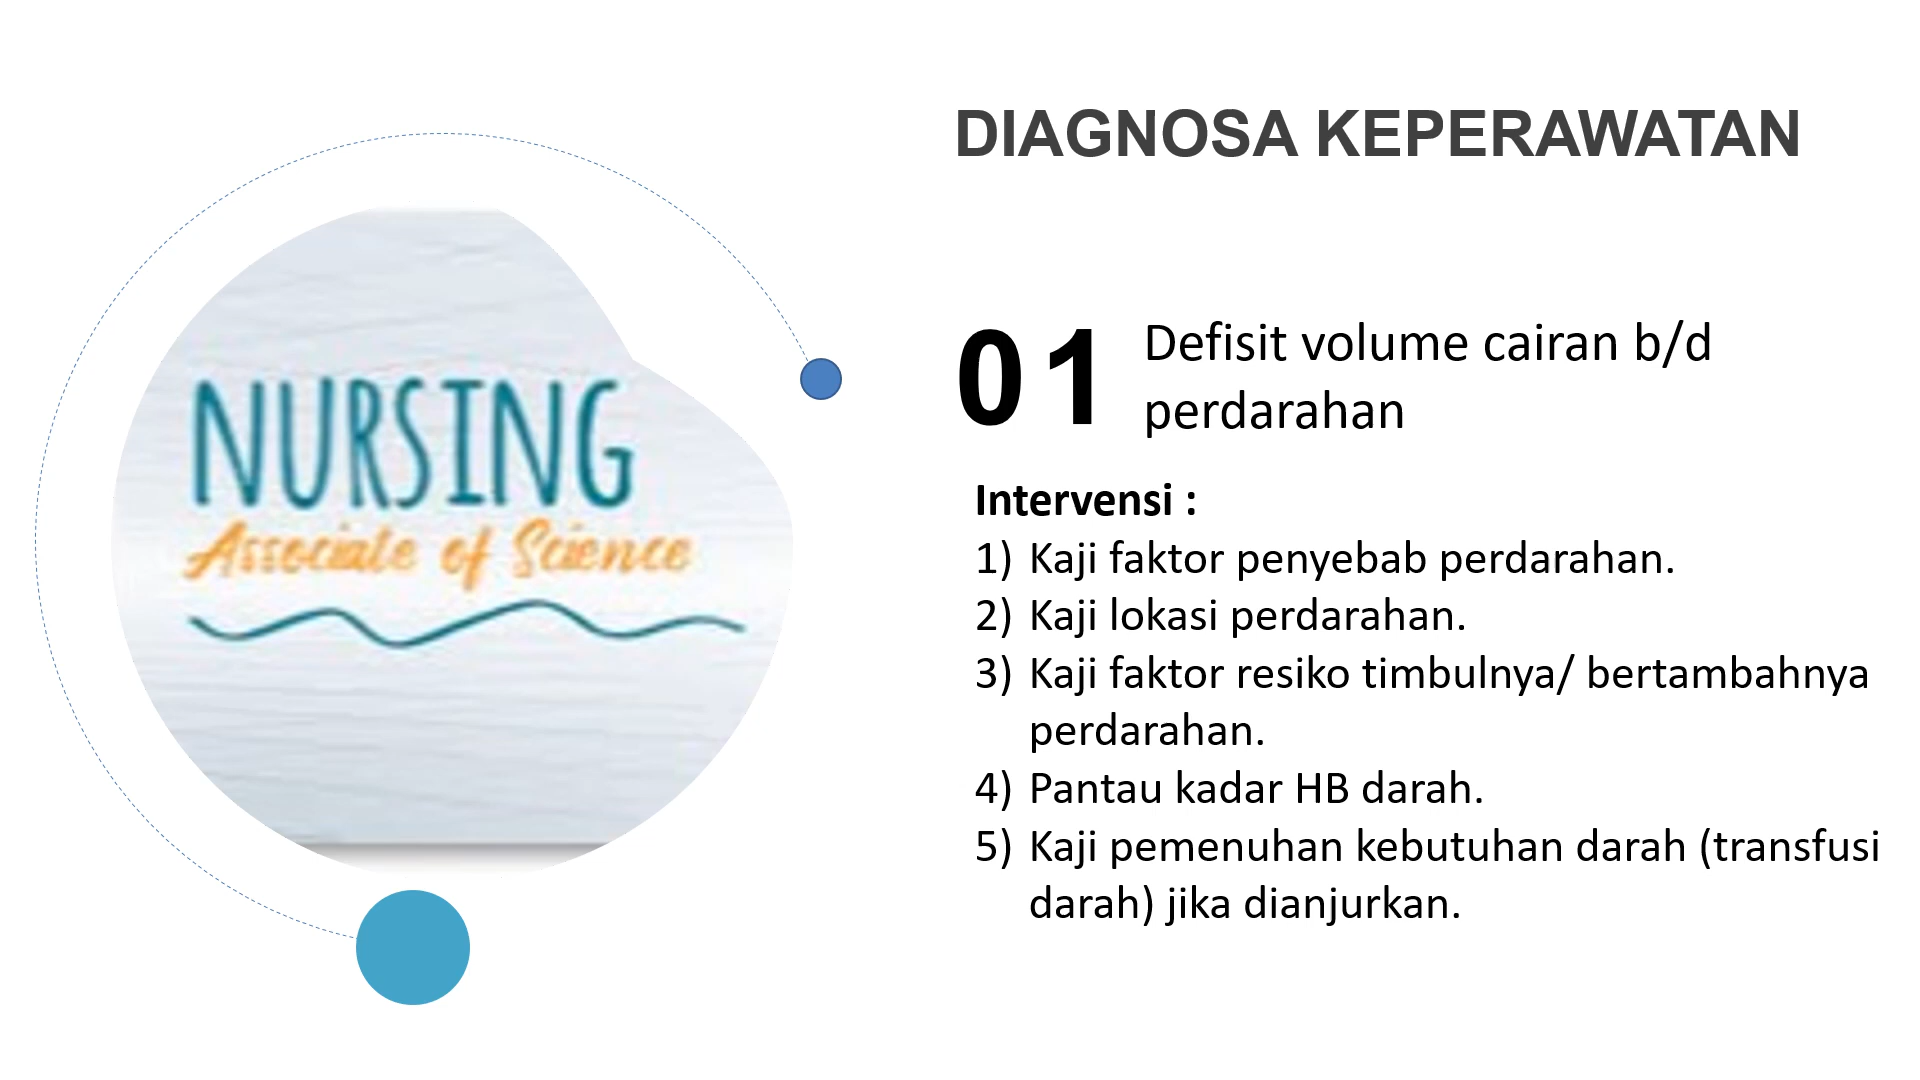 DIAGNOSA KEPERAWATAN
01
Defisit volume cairan b/d
perdarahan
Intervensi :
1) Kaji faktor penyebab perdarahan.
2) Kaji lokasi perdarahan.
3) Kaji faktor resiko timbulnya/ bertambahnya
perdarahan.
4) Pantau kadar HB darah.
5) Kaji pemenuhan kebutuhan darah (transfusi
darah) jika dianjurkan.
NURSING
Associate of Science